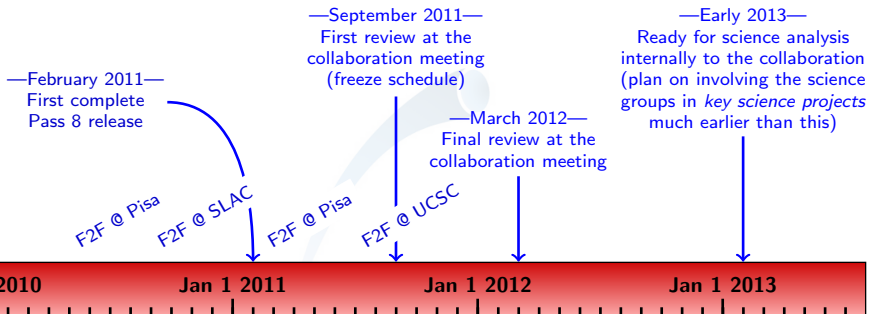 —February 2011—
First complete
Pass 8 release
—September 2011—
First review at the
collaboration meeting
(freeze schedule)
—March 2012—
Final review at the
collaboration meeting
—Early 2013—
Ready for science analysis
internally to the collaboration
(plan on involving the science
groups in key science projects
much earlier than this)
F2F @ Pisa
F2F @ SLAC
F2F @ Pisa
F2F @ UCSC
2010
Jan 1 2011
Jan 1 2012
Jan 1 2013